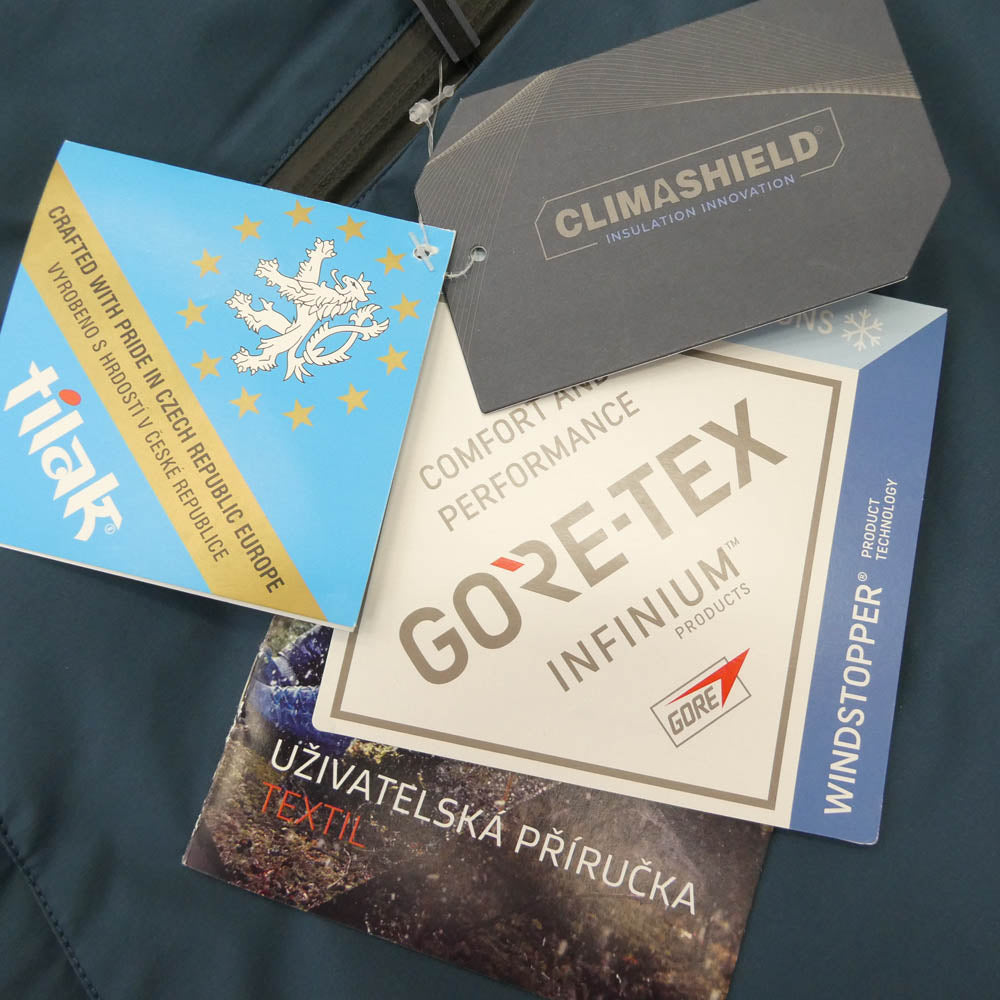 CRAFTED WITH PRIDE IN CZECH REPUBLIC EUROPE
VYROBENO S HRDOSTÍ V ČESKÉ REPUBLICE
tilak®
CLIMASHIELD®
INSULATION INNOVATION
COMFORT AND
PERFORMANCE
GORE-TEX
INFINIUM™
PRODUCTS
GORE
WINDSTOPPER® PRODUCT
TECHNOLOGY
UŽIVATELSKÁ PŘÍRUČKA
TEXTIL